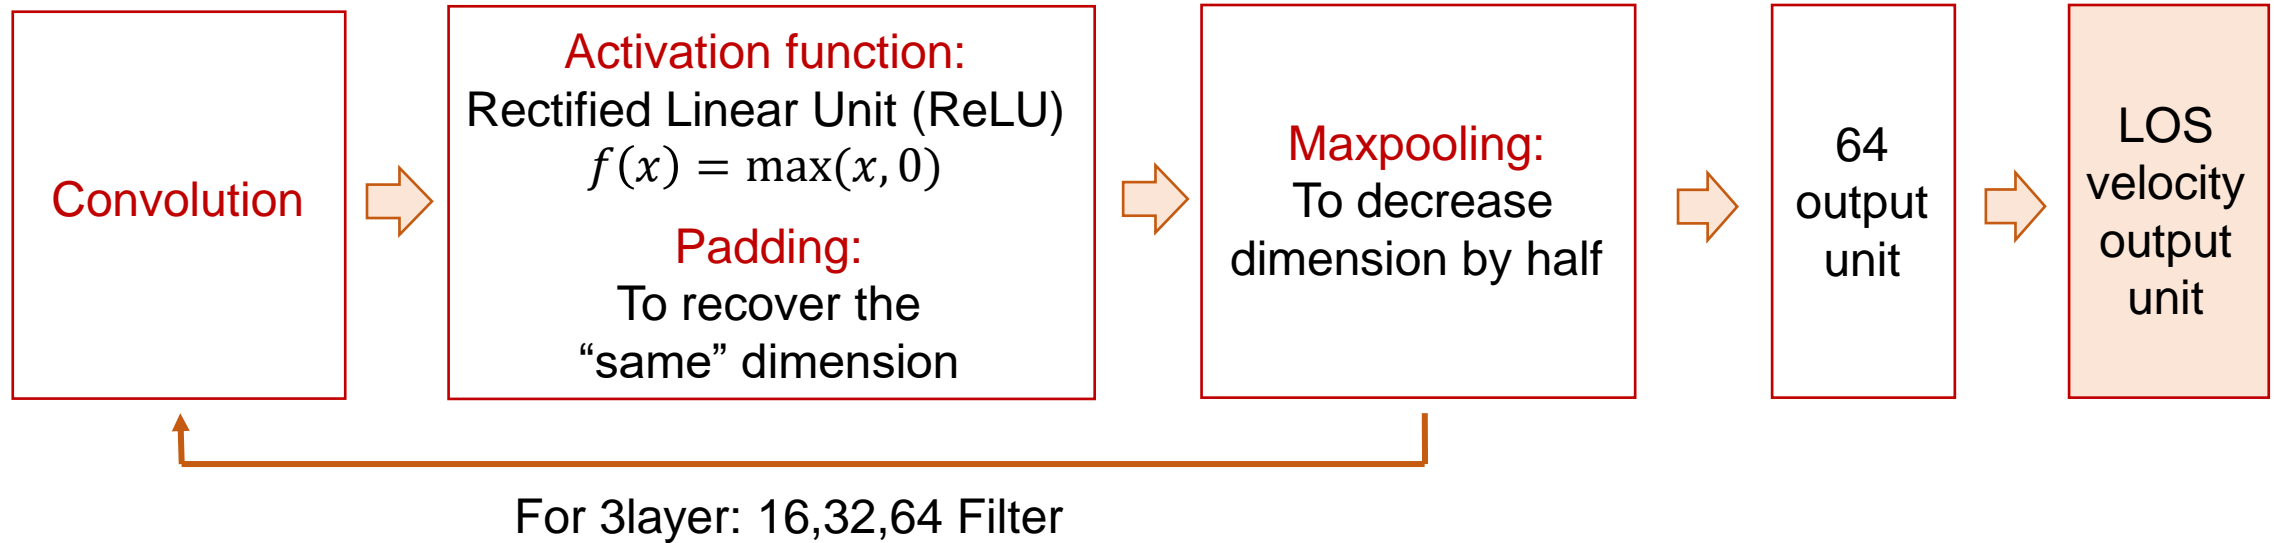 Convolution
Activation function:
Rectified Linear Unit (ReLU)
f(x) = max(x, 0)
Padding:
To recover the
“same” dimension
Maxpooling:
To decrease
dimension by half
64
output
unit
LOS
velocity
output
unit
For 3layer: 16,32,64 Filter